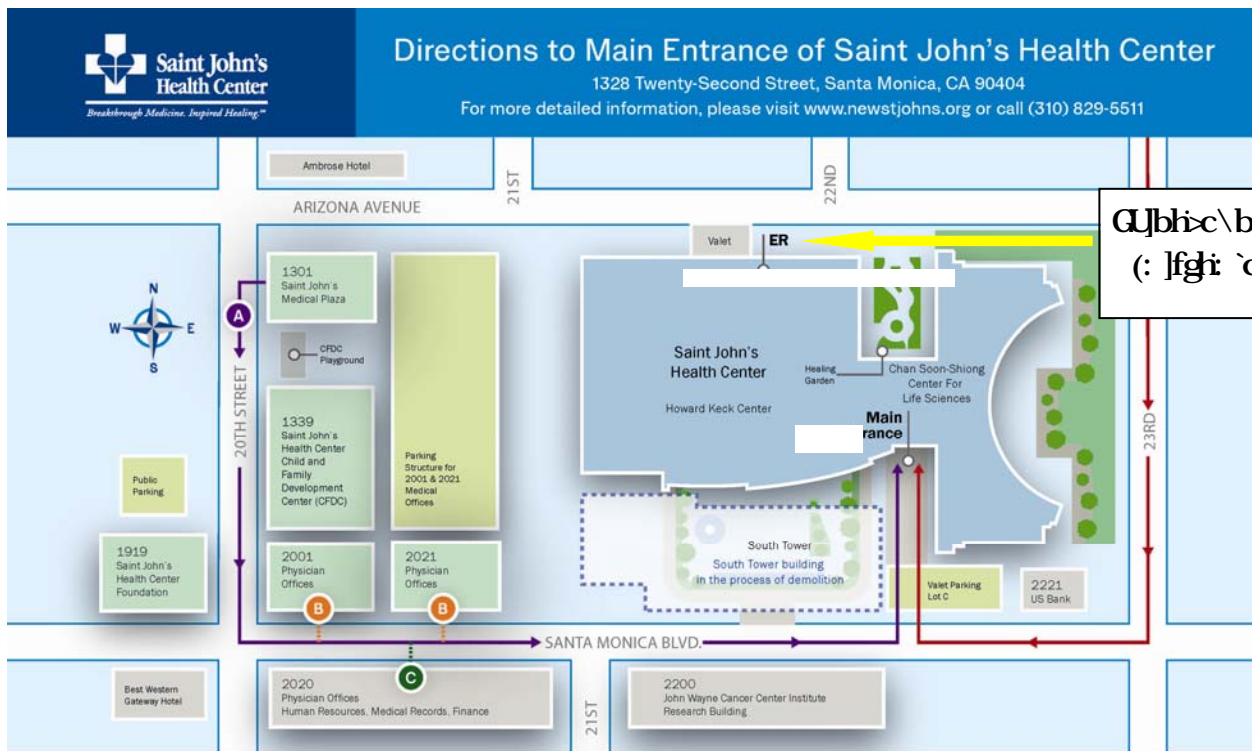 Saint John's
Health Center
Breakthrough Medicine. Inspired Healing.℠
Directions to Main Entrance of Saint John's Health Center
1328 Twenty-Second Street, Santa Monica, CA 90404
For more detailed information, please visit www.newstjohns.org or call (310) 829-5511
Ambrose Hotel
21ST
22ND
ARIZONA AVENUE
Valet
ER
1301
Saint John's
Medical Plaza
N
W E
S
A
CFDC
Playground
20TH STREET
1339
Saint John's
Health Center
Child and
Family
Development
Center (CFDC)
Parking
Structure for
2001 & 2021
Medical
Offices
Saint John's
Health Center
Howard Keck Center
Healing
Garden
Chan Soon-Shiong
Center For
Life Sciences
Main
rance
23RD
Public
Parking
1919
Saint John's
Health Center
Foundation
2001
Physician
Offices
2021
Physician
Offices
B
B
South Tower
South Tower building
in the process of demolition
Valet Parking
Lot C
2221
US Bank
SANTA MONICA BLVD.
C
Best Western
Gateway Hotel
2020
Physician Offices
Human Resources, Medical Records, Finance
21ST
2200
John Wayne Cancer Center Institute
Research Building